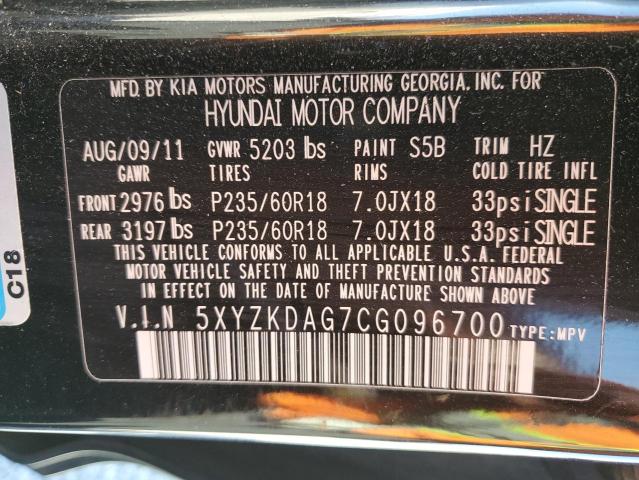 MFD. BY KIA MOTORS MANUFACTURING GEORGIA, INC. FOR
HYUNDAI MOTOR COMPANY
AUG/09/11 GVWR 5203 lbs PAINT S5B TRIM HZ
GAWR TIRES RIMS COLD TIRE INFL
FRONT 2976 lbs P235/60R18 7.0JX18 33psi SINGLE
REAR 3197 lbs P235/60R18 7.0JX18 33psi SINGLE
THIS VEHICLE CONFORMS TO ALL APPLICABLE U.S.A. FEDERAL
MOTOR VEHICLE SAFETY AND THEFT PREVENTION STANDARDS
IN EFFECT ON THE DATE OF MANUFACTURE SHOWN ABOVE
V.I.N 5XYZKDAG7CG096700 TYPE:MPV
C18